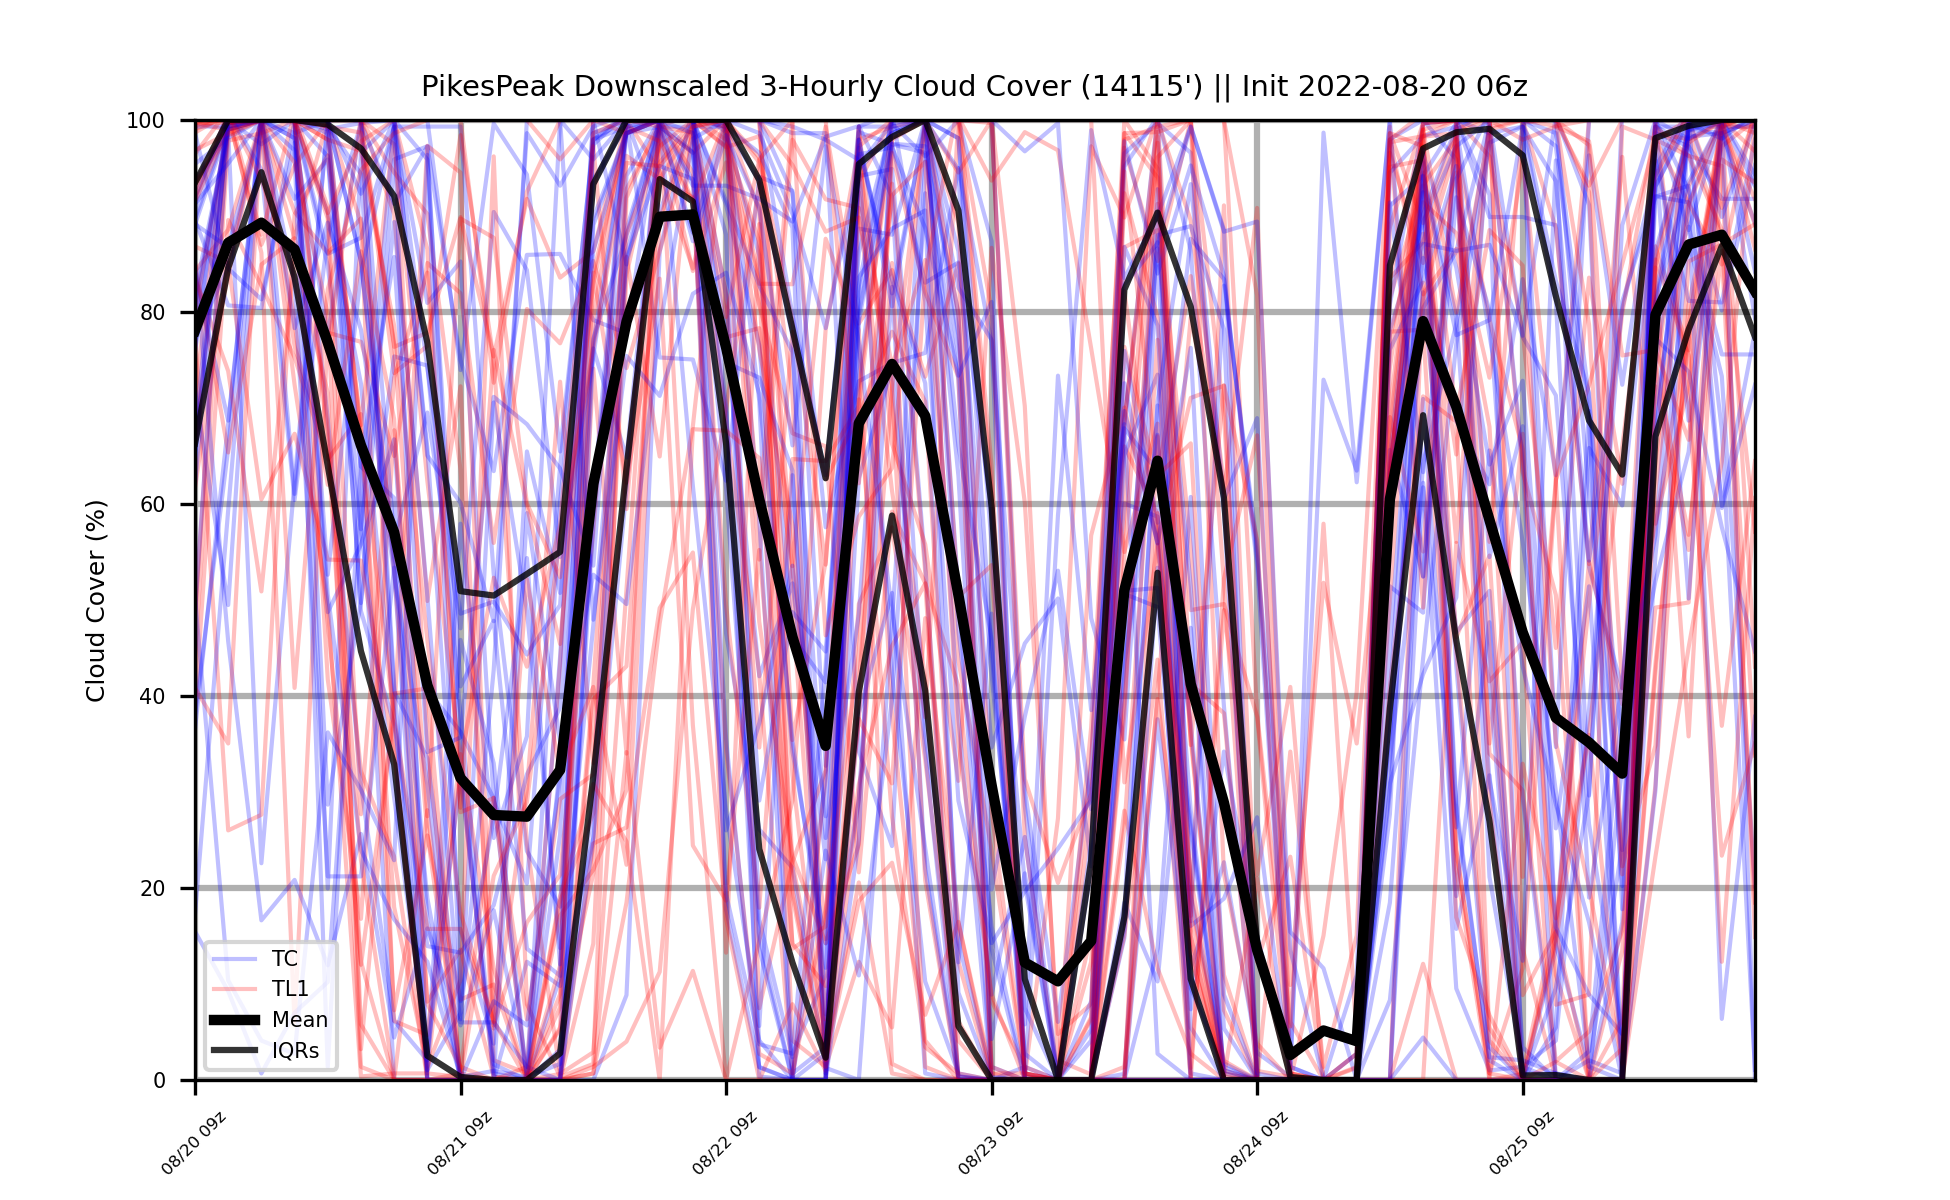 PikesPeak Downscaled 3-Hourly Cloud Cover (14115') || Init 2022-08-20 06z
Cloud Cover (%)
100
80
60
40
20
0
TC
TL1
Mean
IQRs
08/20 09z
08/21 09z
08/22 09z
08/23 09z
08/24 09z
08/25 09z